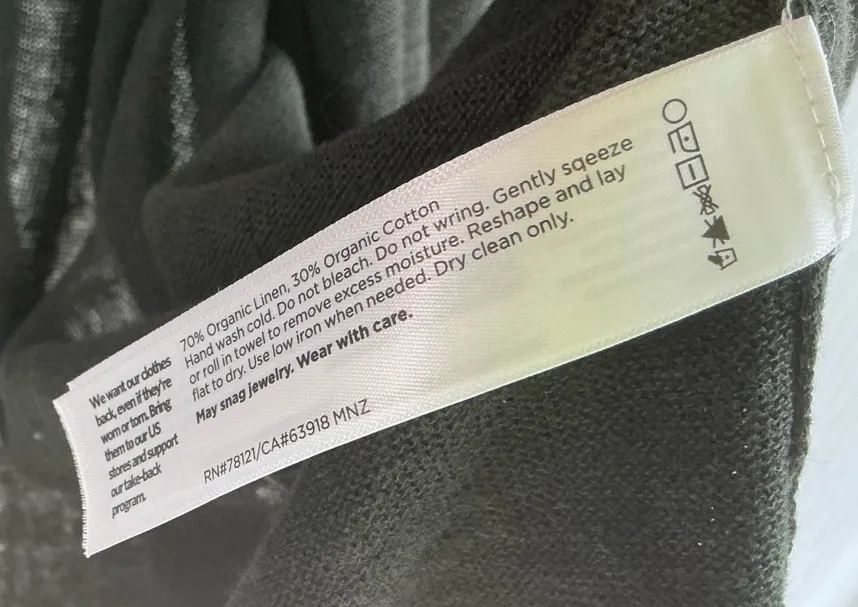 70% Organic Linen, 30% Organic Cotton
Hand wash cold. Do not bleach. Do not wring. Gently sqeeze
or roll in towel to remove excess moisture. Reshape and lay
flat to dry. Use low iron when needed. Dry clean only.
May snag jewelry. Wear with care.
RN#78121/CA#63918 MNZ
We want our clothes
back, even if they're
worn or torn. Bring
them to our US
stores and support
our take-back
program.